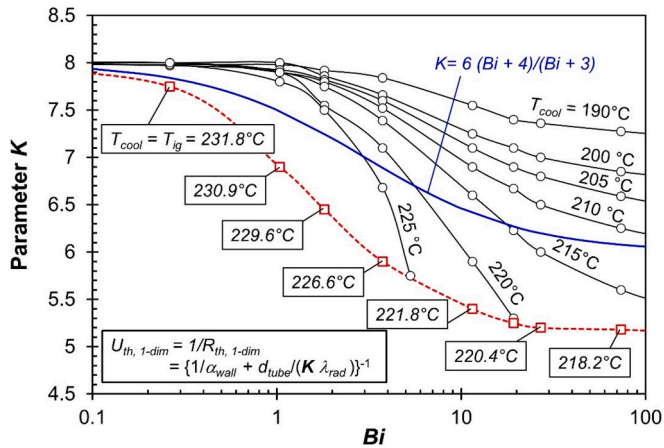 8.5
8
7.5
7
6.5
6
5.5
5
4.5
Parameter K
K= 6 (Bi + 4)/(Bi + 3)
T_cool = 190°C
200 °C
205 °C
210 °C
215°C
220°C
225 °C
T_cool = T_ig = 231.8°C
230.9°C
229.6°C
226.6°C
221.8°C
220.4°C
218.2°C
U_th, 1-dim = 1/R_th, 1-dim
= {1/α_wall + d_tube/(K λ_rad)}⁻¹
0.1 1 10 100
Bi